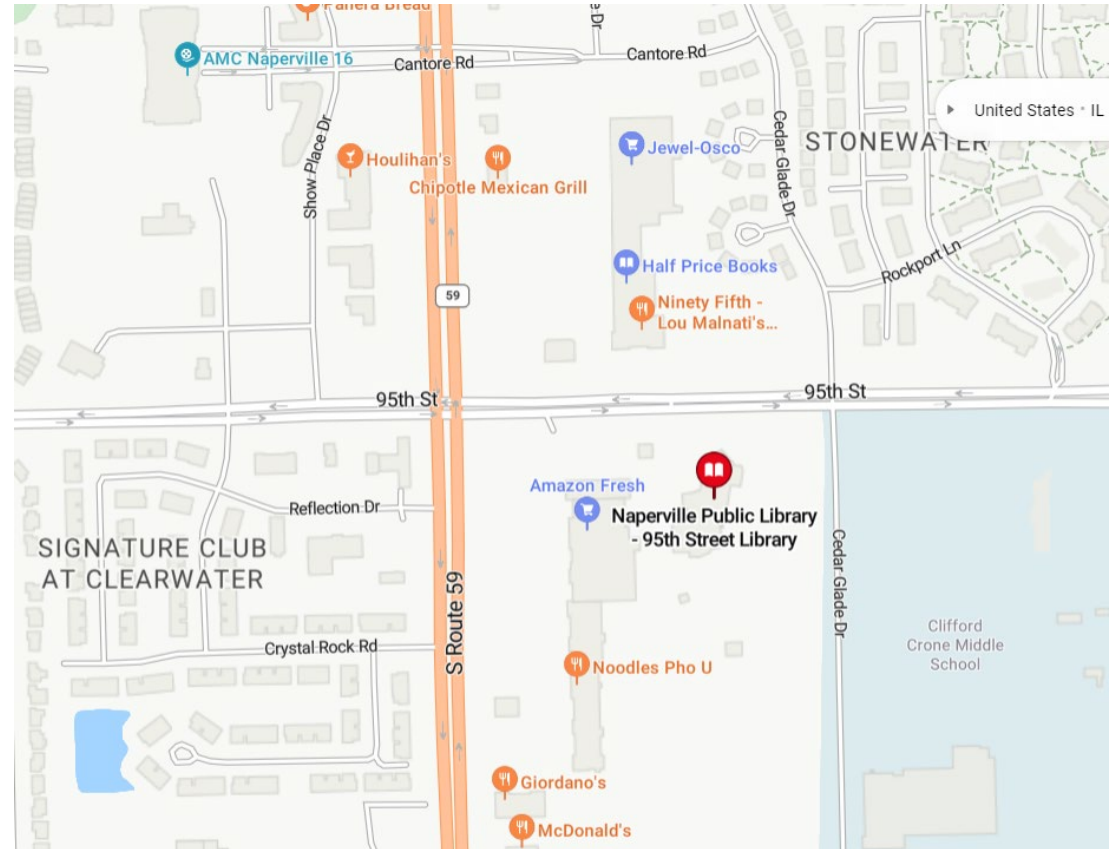 Panera Bread
AMC Naperville 16
Cantore Rd
Cantore Rd
Dr
United States · IL
STONEWATER
Jewel-Osco
Houlihan's
Chipotle Mexican Grill
Show Place Dr
Cedar Glade Dr
Half Price Books
Rockport Ln
59
Ninety Fifth -
Lou Malnati's...
95th St
95th St
Amazon Fresh
Naperville Public Library
- 95th Street Library
Reflection Dr
SIGNATURE CLUB
AT CLEARWATER
S Route 59
Cedar Glade Dr
Clifford
Crone Middle
School
Crystal Rock Rd
Noodles Pho U
Giordano's
McDonald's